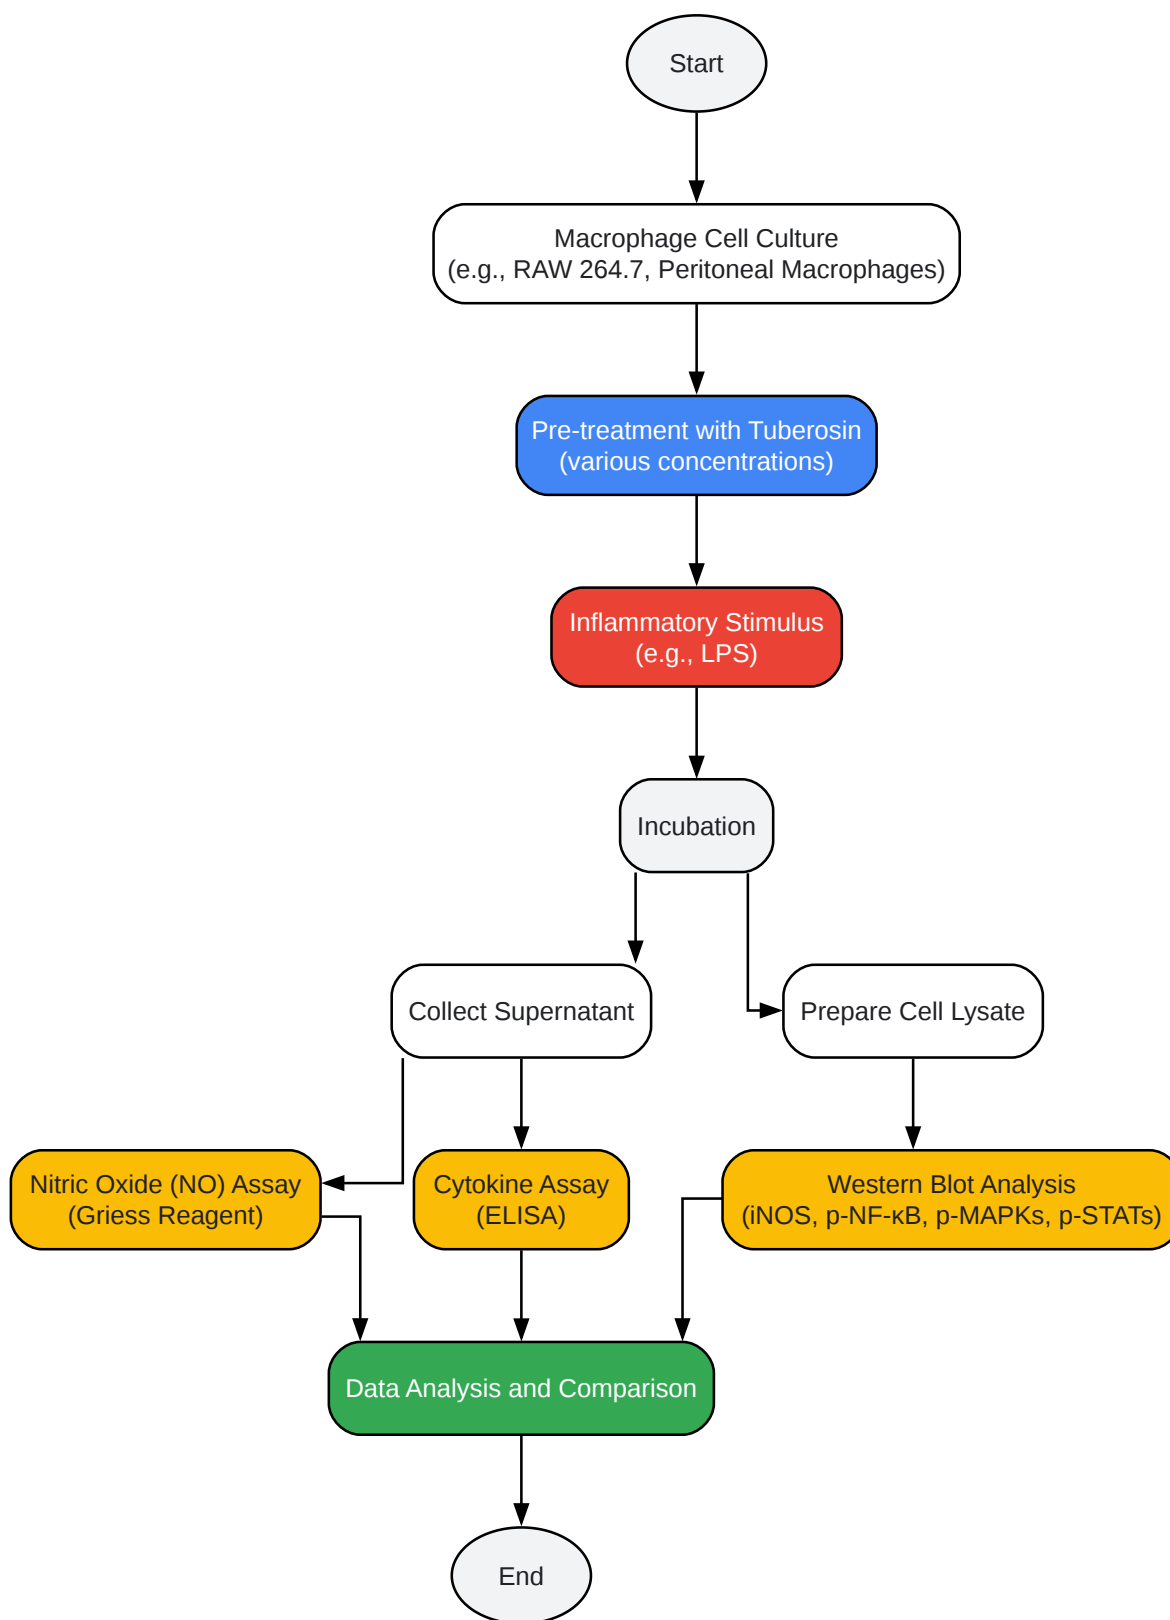 Start
Macrophage Cell Culture
(e.g., RAW 264.7, Peritoneal Macrophages)
Pre-treatment with Tuberosin
(various concentrations)
Inflammatory Stimulus
(e.g., LPS)
Incubation
Collect Supernatant
Prepare Cell Lysate
Nitric Oxide (NO) Assay
(Griess Reagent)
Cytokine Assay
(ELISA)
Western Blot Analysis
(iNOS, p-NF-κB, p-MAPKs, p-STATs)
Data Analysis and Comparison
End